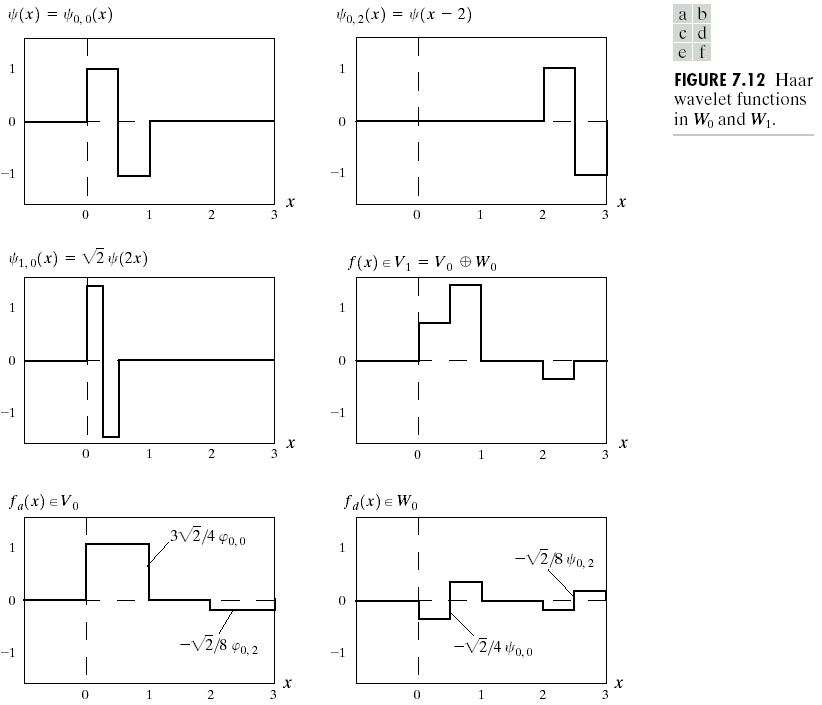 ψ(x) = ψ0, 0(x)
1
0
−1
0 1 2 3 x
ψ0, 2(x) = ψ(x − 2)
1
0
−1
0 1 2 3 x
a b
c d
e f
FIGURE 7.12 Haar
wavelet functions
in W0 and W1.
ψ1, 0(x) = √2 ψ(2x)
1
0
−1
0 1 2 3 x
f(x) ∈ V1 = V0 ⊕ W0
1
0
−1
0 1 2 3 x
fa(x) ∈ V0
1
0
−1
3√2/4 φ0, 0
−√2/8 φ0, 2
0 1 2 3 x
fd(x) ∈ W0
1
0
−1
−√2/8 ψ0, 2
−√2/4 ψ0, 0
0 1 2 3 x